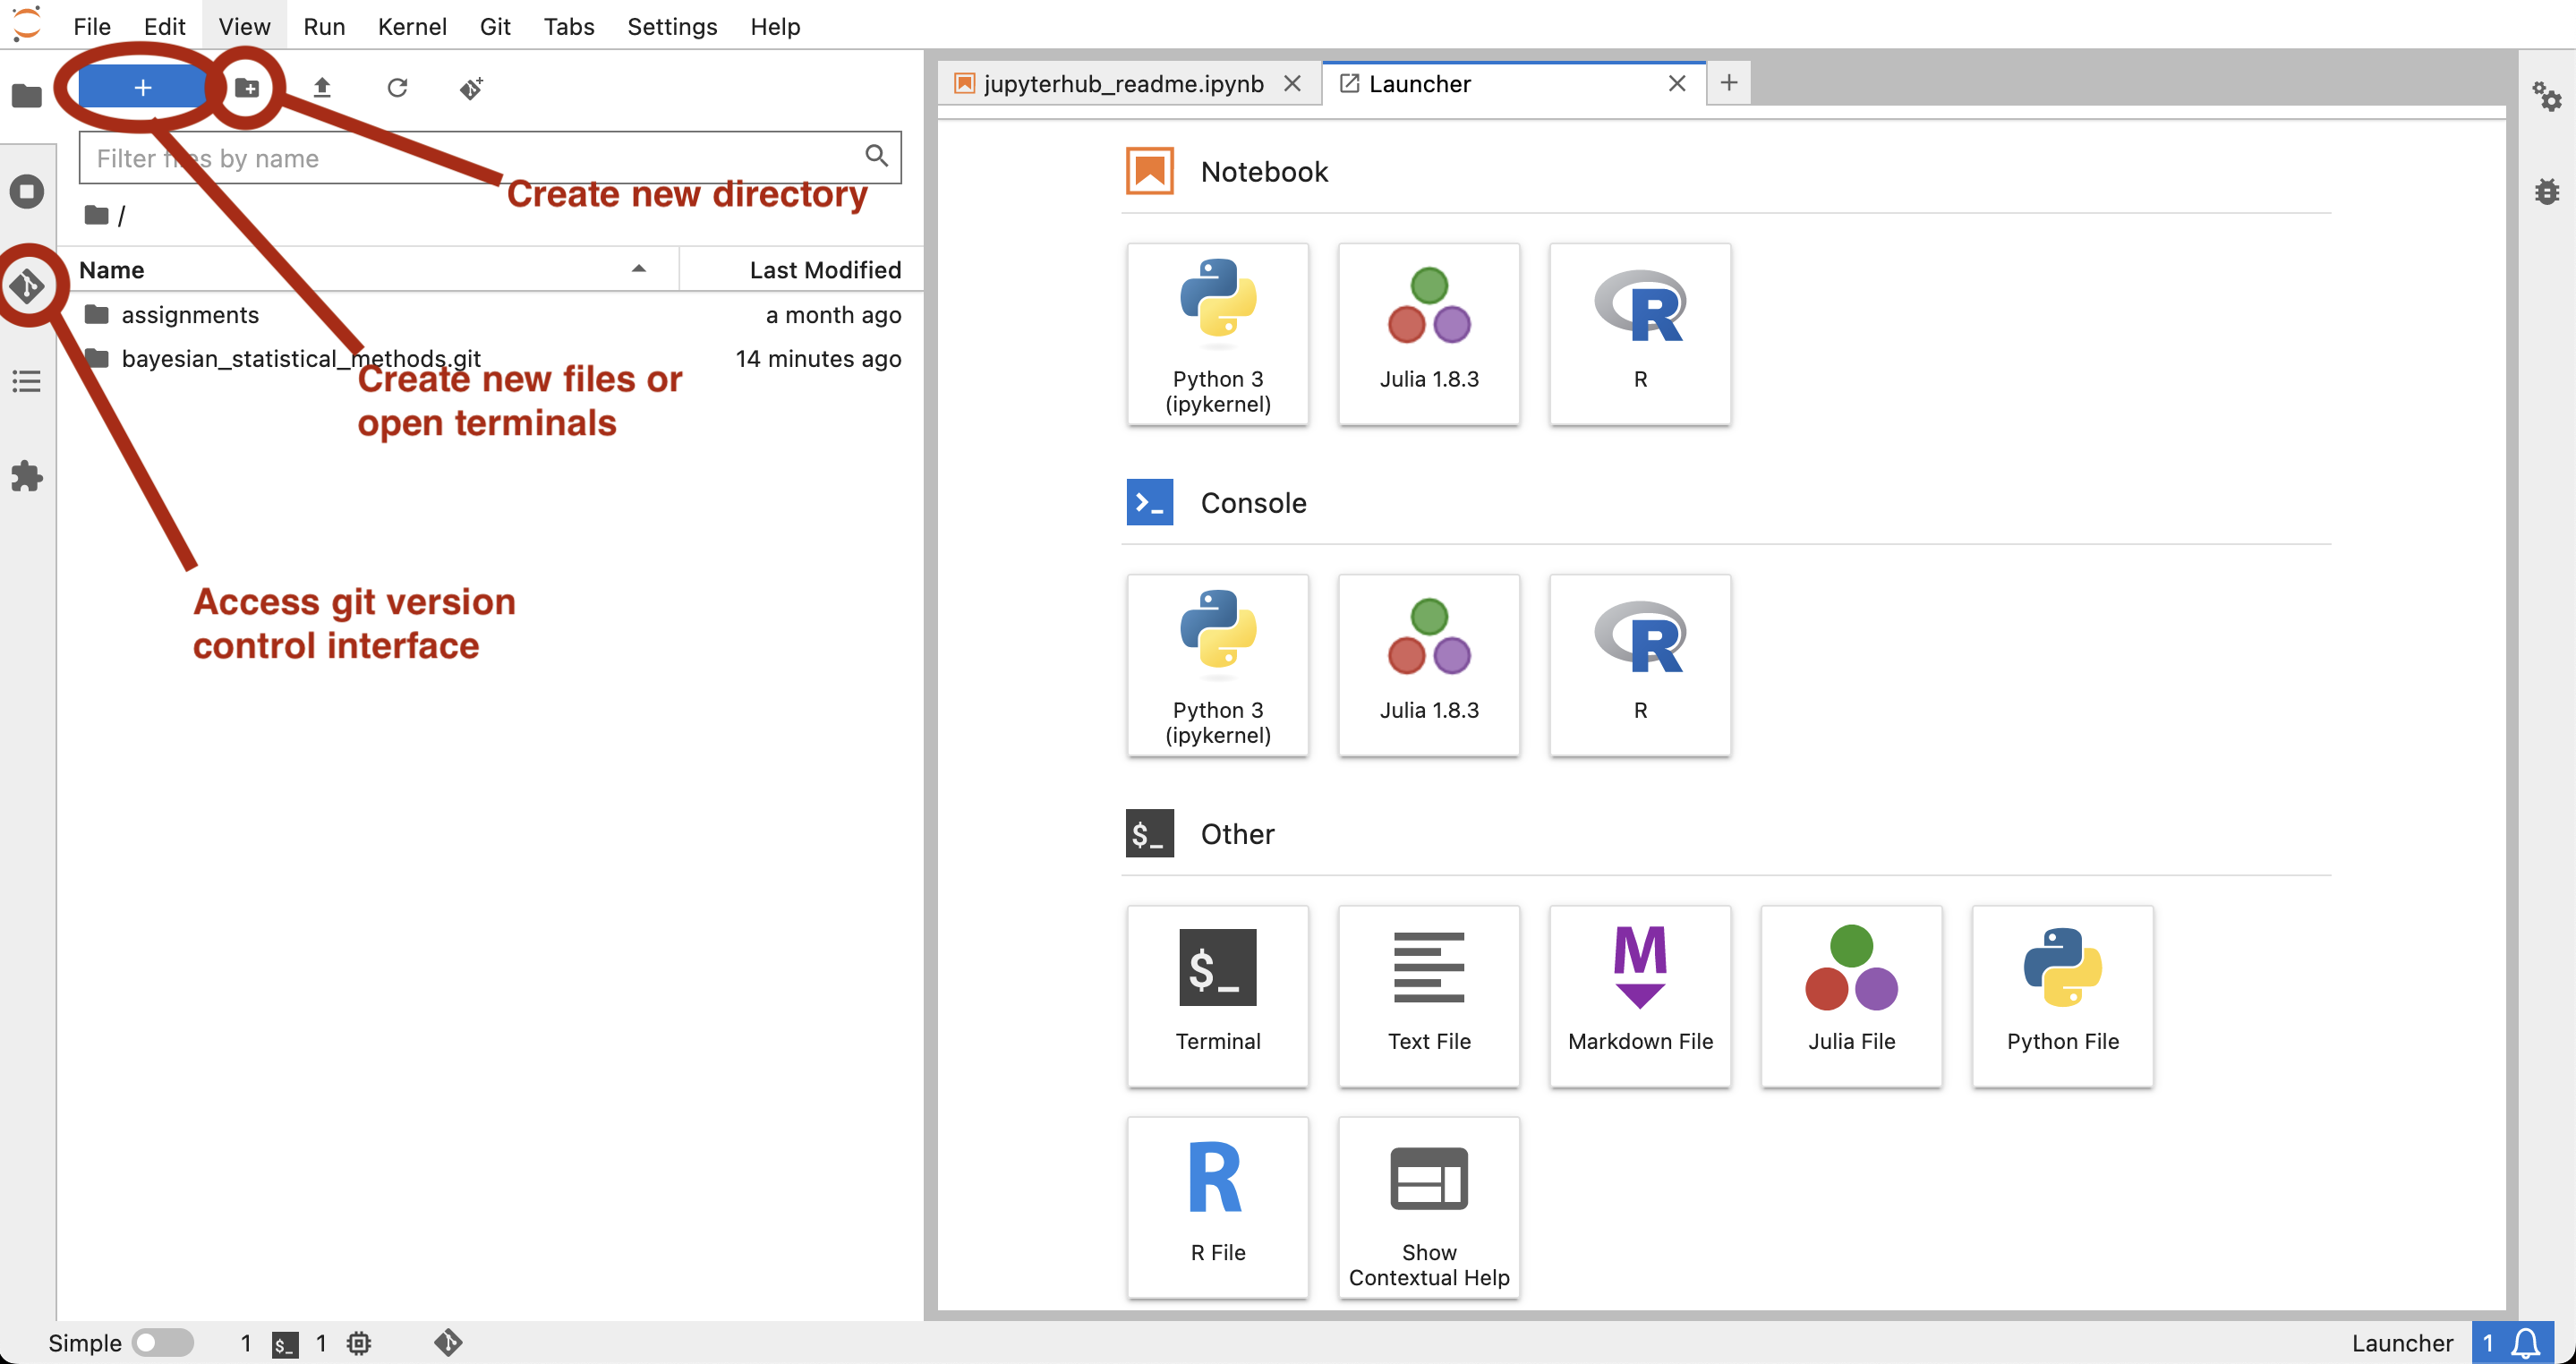 File Edit View Run Kernel Git Tabs Settings Help
+
jupyterhub_readme.ipynb
Launcher
+
Filter files by name
Create new directory
/
Name Last Modified
assignments a month ago
bayesian_statistical_methods.git 14 minutes ago
Create new files or
open terminals
Access git version
control interface
Notebook
Python 3
(ipykernel)
Julia 1.8.3
R
Console
Python 3
(ipykernel)
Julia 1.8.3
R
$_ Other
$_
Terminal
Text File
M
Markdown File
Julia File
Python File
R
R File
Show
Contextual Help
Simple 1 $_ 1 Launcher 1